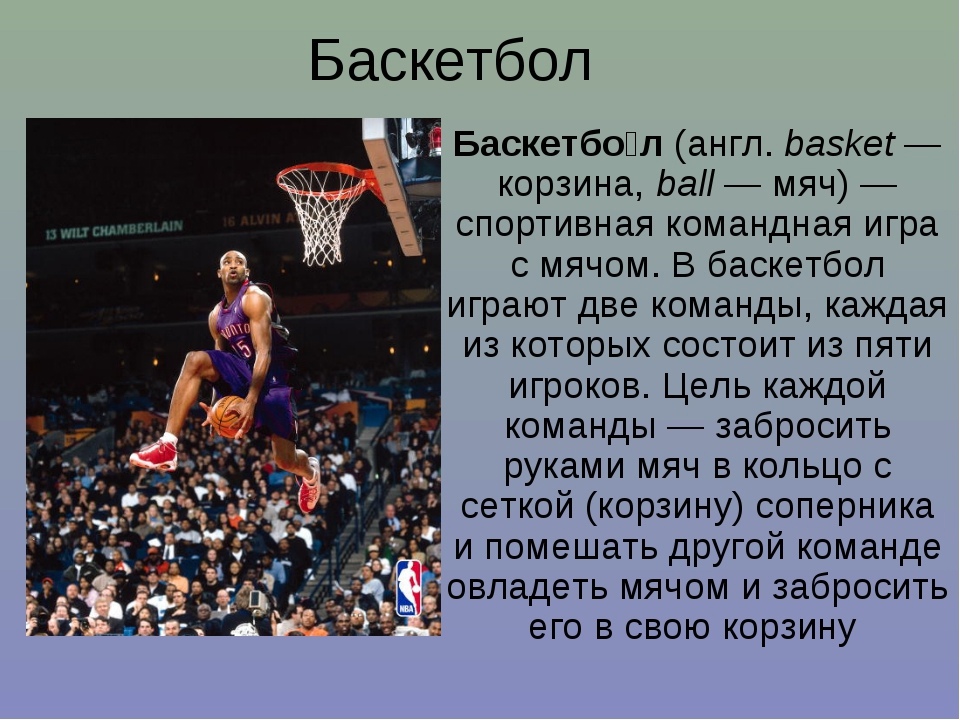 Баскетбол
13 WILT CHAMBERLAIN
16 ALVIN A
5
NBA
Баскетбо́л (англ. basket —
корзина, ball — мяч) —
спортивная командная игра
с мячом. В баскетбол
играют две команды, каждая
из которых состоит из пяти
игроков. Цель каждой
команды — забросить
руками мяч в кольцо с
сеткой (корзину) соперника
и помешать другой команде
овладеть мячом и забросить
его в свою корзину